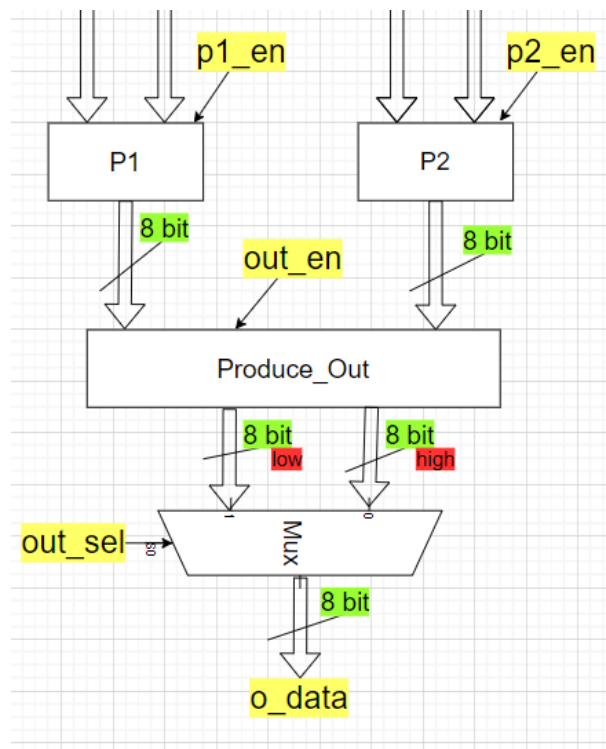 p1_en
p2_en
P1
P2
8 bit
8 bit
out_en
Produce_Out
8 bit
low
8 bit
high
1
0
out_sel
S0
Mux
8 bit
o_data